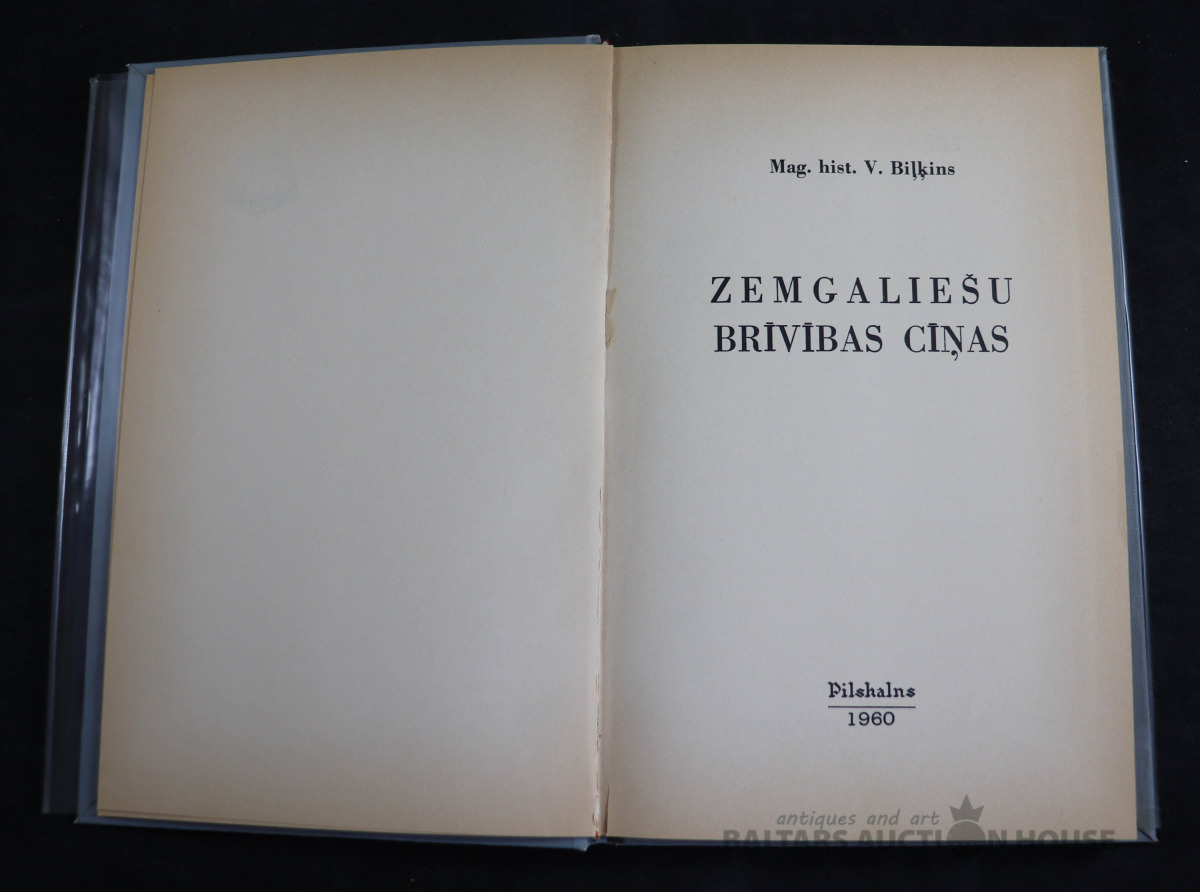 Mag. hist. V. Biļķins
ZEMGALIEŠU
BRĪVĪBAS CĪŅAS
Pilskalns
1960
antiques and art
BALTARS AUCTION HOUSE